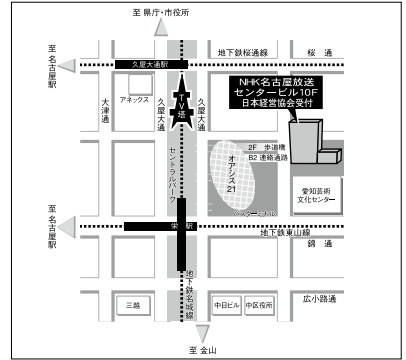 至 県庁・市役所
至 名古屋駅
地下鉄桜通線
桜 通
久屋大通駅
大津通
アネックス
久屋大通
TV塔
久屋大通
NHK名古屋放送
センタービル10F
日本経営協会受付
セントラルパーク
オアシス21
2F 歩道橋
B2 連絡通路
愛知芸術
文化センター
バスターミナル
至 名古屋駅
栄 駅
地下鉄東山線
錦 通
地下鉄名城線
三越
中日ビル
中区役所
広小路通
至 金山